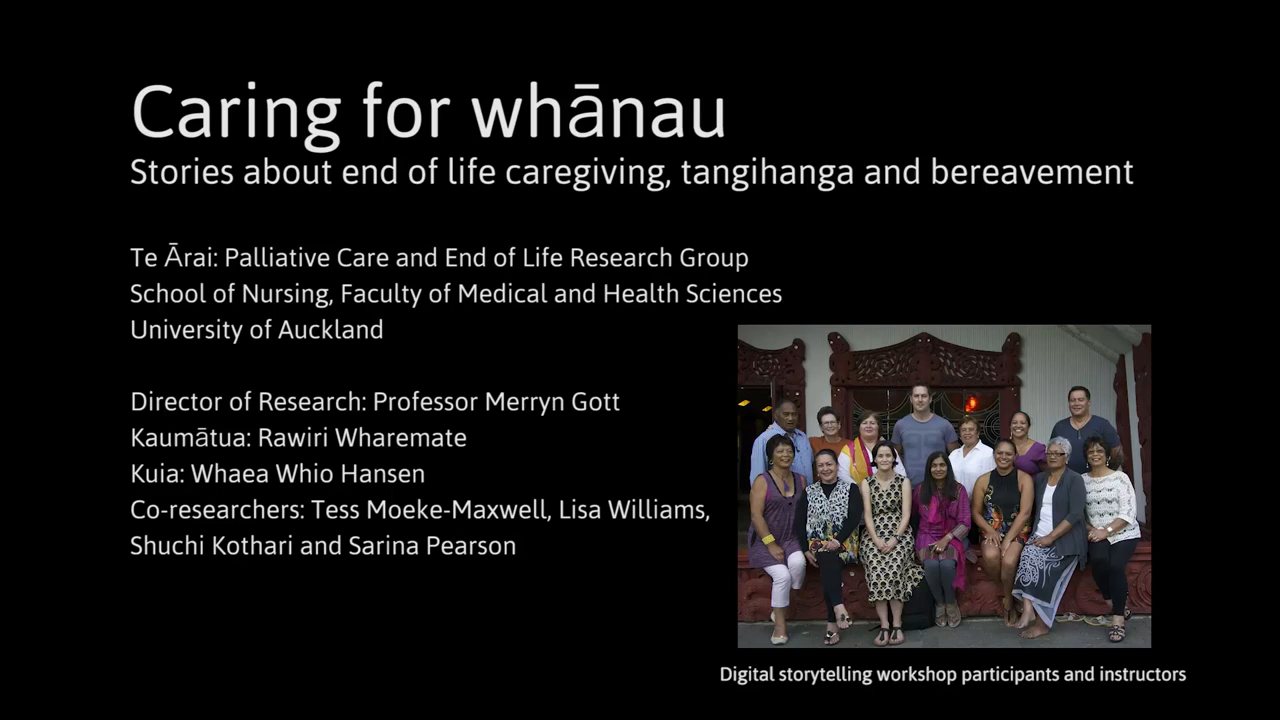 Caring for whānau
Stories about end of life caregiving, tangihanga and bereavement
Te Ārai: Palliative Care and End of Life Research Group
School of Nursing, Faculty of Medical and Health Sciences
University of Auckland
Director of Research: Professor Merryn Gott
Kaumātua: Rawiri Wharemate
Kuia: Whaea Whio Hansen
Co-researchers: Tess Moeke-Maxwell, Lisa Williams,
Shuchi Kothari and Sarina Pearson
Digital storytelling workshop participants and instructors